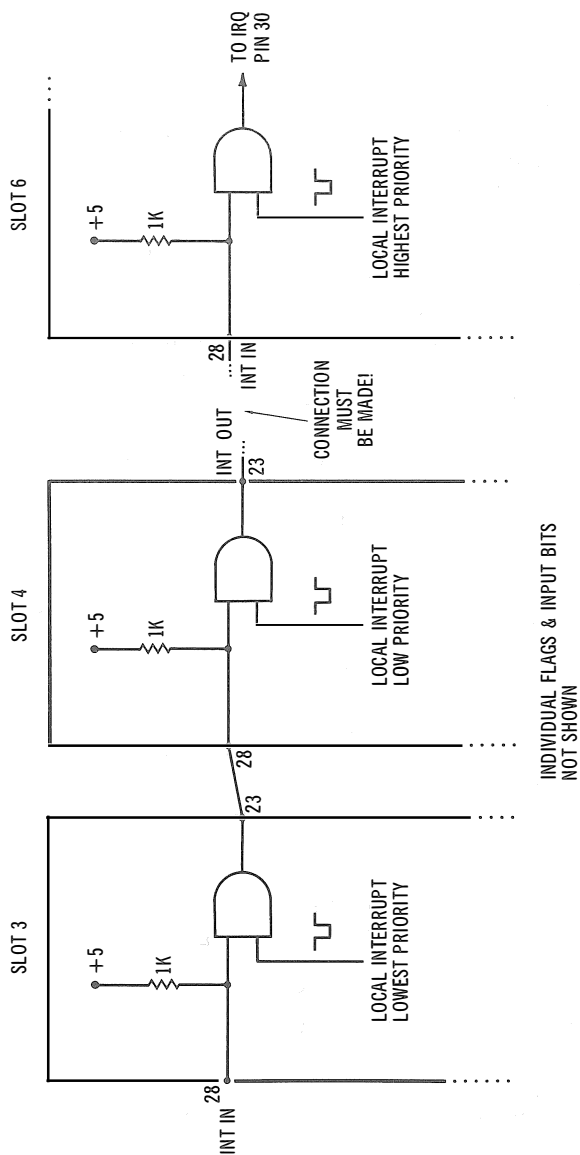 SLOT 3
+5
1K
28
INT IN
LOCAL INTERRUPT
LOWEST PRIORITY
23
SLOT 4
+5
1K
28
LOCAL INTERRUPT
LOW PRIORITY
INT OUT
23
CONNECTION
MUST
BE MADE!
SLOT 6
+5
1K
28
INT IN
LOCAL INTERRUPT
HIGHEST PRIORITY
TO IRQ
PIN 30
INDIVIDUAL FLAGS & INPUT BITS
NOT SHOWN